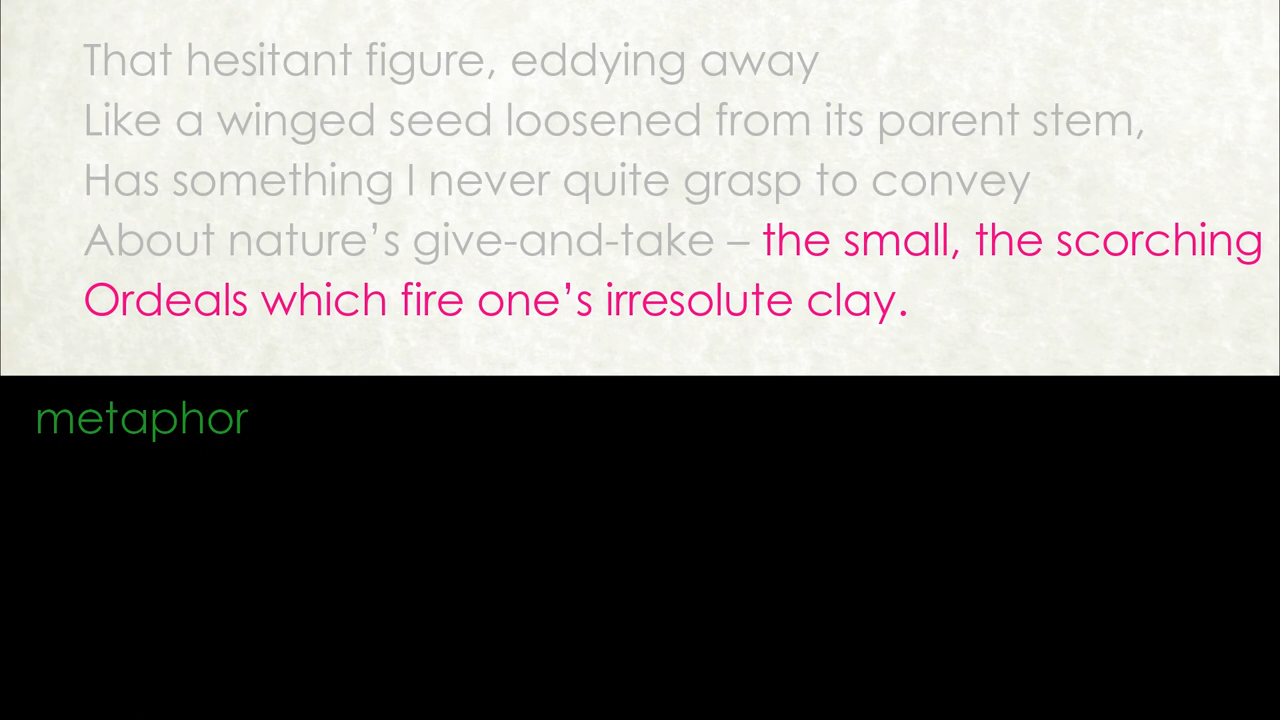 That hesitant figure, eddying away
Like a winged seed loosened from its parent stem,
Has something I never quite grasp to convey
About nature’s give-and-take – the small, the scorching
Ordeals which fire one’s irresolute clay.
metaphor